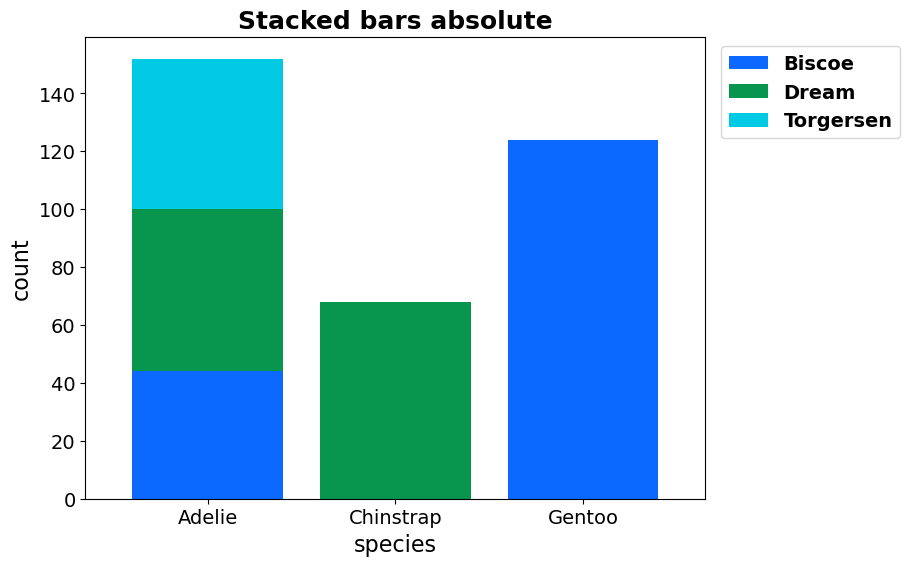 Stacked bars absolute
Biscoe
Dream
Torgersen
count
140
120
100
80
60
40
20
0
Adelie Chinstrap Gentoo
species